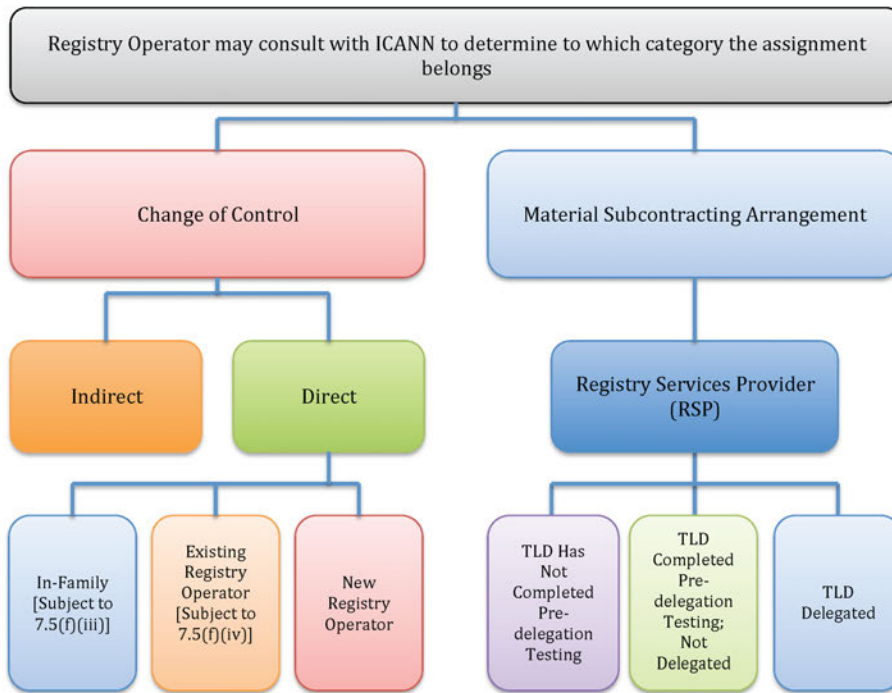 Registry Operator may consult with ICANN to determine to which category the assignment
belongs
Change of Control
Material Subcontracting Arrangement
Indirect
Direct
Registry Services Provider
(RSP)
In-Family
[Subject to
7.5(f)(iii)]
Existing
Registry
Operator
[Subject to
7.5(f)(iv)]
New
Registry
Operator
TLD Has
Not
Completed
Pre-
delegation
Testing
TLD
Completed
Pre-
delegation
Testing;
Not
Delegated
TLD
Delegated